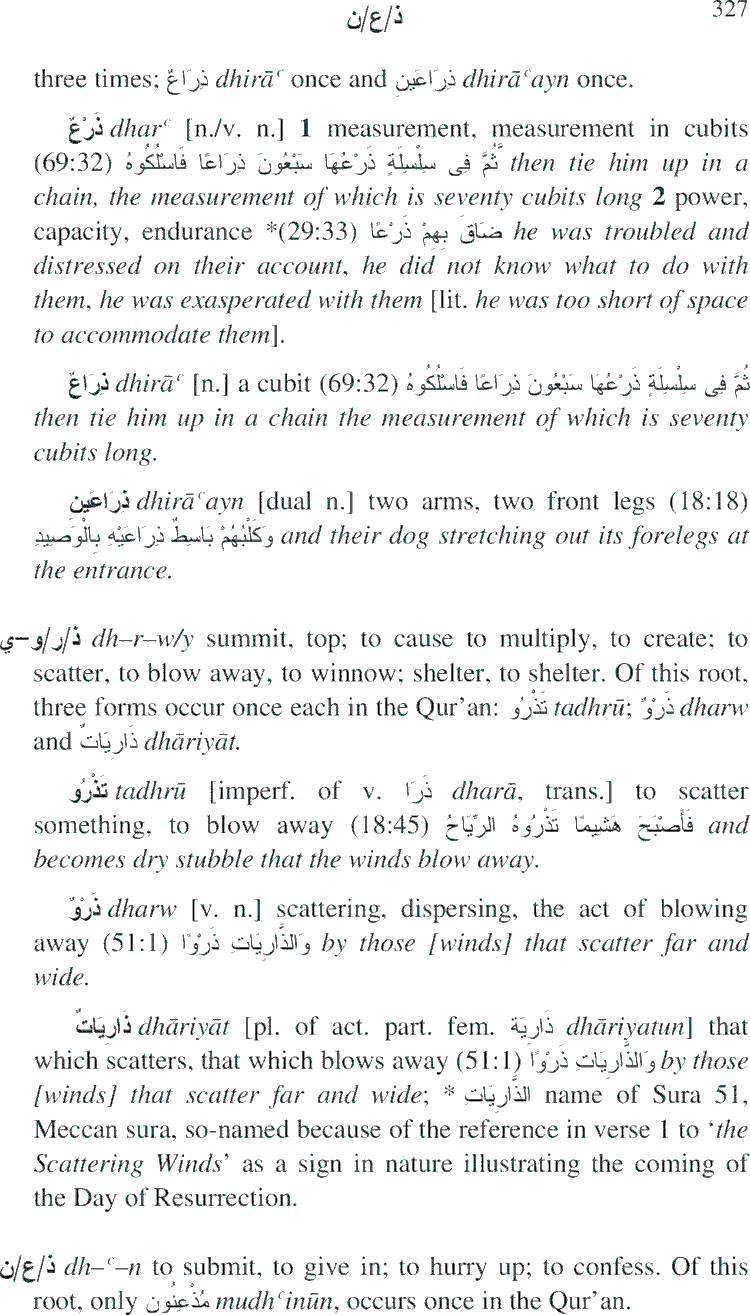 ذ/ع/ن 327
three times; ذِرَاعٌ dhirāᶜ once and ذِرَاعَيِن dhirāᶜayn once.
ذَرْعٌ dharᶜ [n./v. n.] 1 measurement, measurement in cubits
(69:32) ثُمَّ فِى سِلْسِلَةٍ ذَرْعُهَا سَبْعُونَ ذِرَاعًا فَاسْلُكُوهُ then tie him up in a
chain, the measurement of which is seventy cubits long 2 power,
capacity, endurance *(29:33) ضَاقَ بِهِمْ ذَرْعًا he was troubled and
distressed on their account, he did not know what to do with
them, he was exasperated with them [lit. he was too short of space
to accommodate them].
ذِرَاعٌ dhirāᶜ [n.] a cubit (69:32) ثُمَّ فِى سِلْسِلَةٍ ذَرْعُهَا سَبْعُونَ ذِرَاعًا فَاسْلُكُوهُ
then tie him up in a chain the measurement of which is seventy
cubits long.
ذِرَاعَيِن dhirāᶜayn [dual n.] two arms, two front legs (18:18)
وَكَلْبُهُمْ بَاسِطٌ ذِرَاعَيْهِ بِالْوَصِيدِ and their dog stretching out its forelegs at
the entrance.
ذ/ر/و–ي dh–r–w/y summit, top; to cause to multiply, to create; to
scatter, to blow away, to winnow; shelter, to shelter. Of this root,
three forms occur once each in the Qur'an: تَذْرُو tadhrū; ذَرْوٌ dharw
and ذَارِيَاتٌ dhāriyāt.
تَذْرُو tadhrū [imperf. of v. ذَرَا dharā, trans.] to scatter
something, to blow away (18:45) فَأَصْبَحَ هَشِيمًا تَذْرُوهُ الرِّيَاحُ and
becomes dry stubble that the winds blow away.
ذَرْوٌ dharw [v. n.] scattering, dispersing, the act of blowing
away (51:1) وَالذَّارِيَاتِ ذَرْوًا by those [winds] that scatter far and
wide.
ذَارِيَاتٌ dhāriyāt [pl. of act. part. fem. ذَارِيَة dhāriyatun] that
which scatters, that which blows away (51:1) وَالذَّارِيَاتِ ذَرْوًا by those
[winds] that scatter far and wide; * الذَّارِيَات name of Sura 51,
Meccan sura, so-named because of the reference in verse 1 to ‘the
Scattering Winds’ as a sign in nature illustrating the coming of
the Day of Resurrection.
ذ/ع/ن dh–ᶜ–n to submit, to give in; to hurry up; to confess. Of this
root, only مُذْعِنُون mudhᶜinūn, occurs once in the Qur'an.